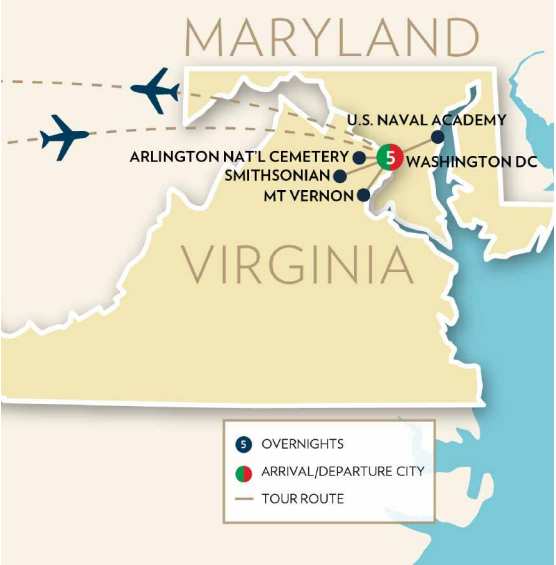 MARYLAND
U.S. NAVAL ACADEMY
ARLINGTON NAT'L CEMETERY
5
WASHINGTON DC
SMITHSONIAN
MT VERNON
VIRGINIA
5 OVERNIGHTS
ARRIVAL/DEPARTURE CITY
TOUR ROUTE